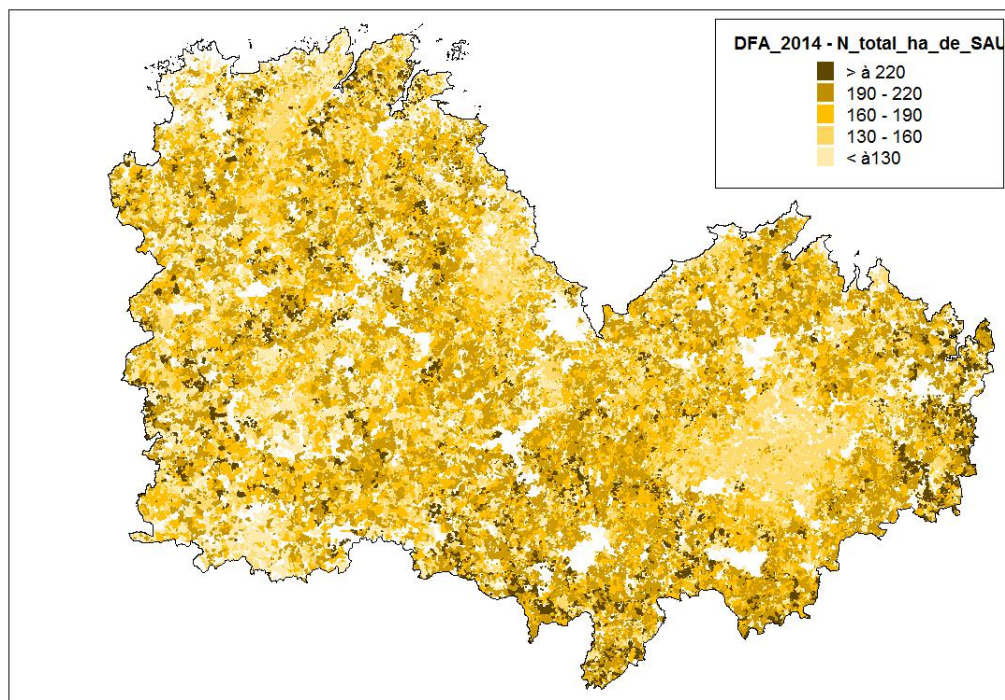 DFA_2014 - N_total_ha_de_SAU
> à 220
190 - 220
160 - 190
130 - 160
< à130